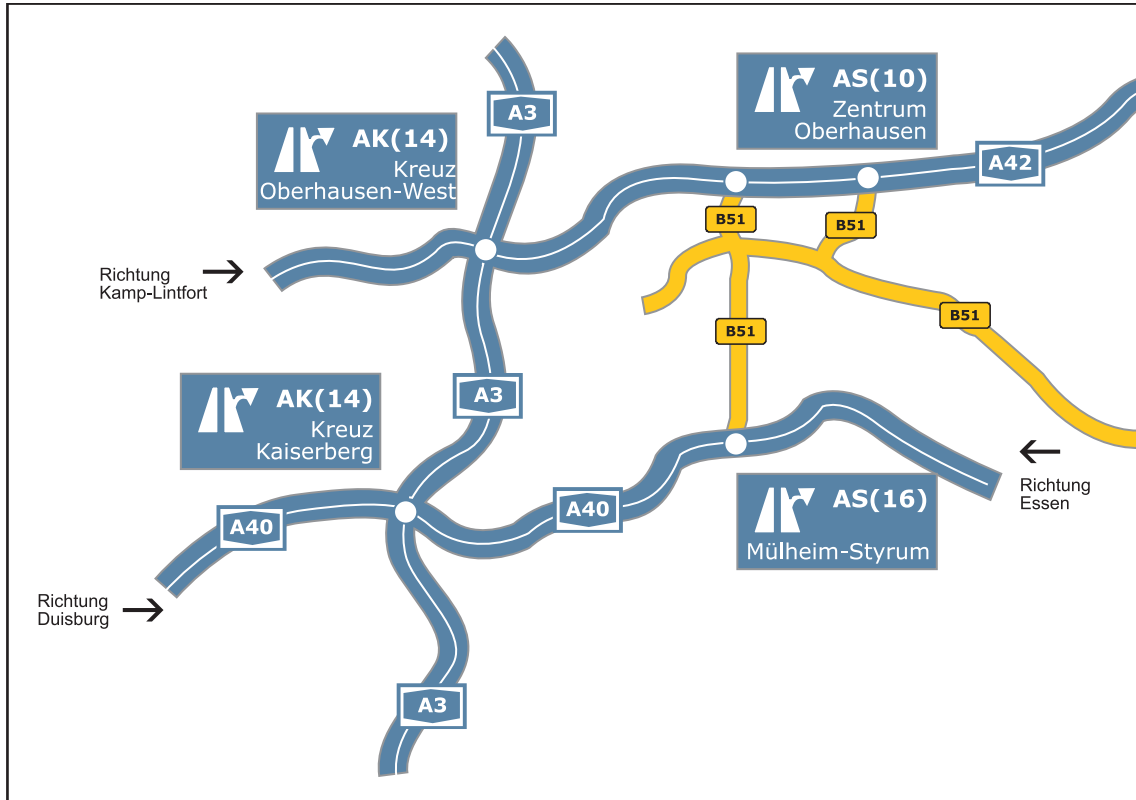 A3
AS(10)
Zentrum
Oberhausen
AK(14)
Kreuz
Oberhausen-West
A42
B51
B51
Richtung
Kamp-Lintfort
B51
B51
AK(14)
Kreuz
Kaiserberg
A3
Richtung
Essen
AS(16)
Mülheim-Styrum
A40
A40
Richtung
Duisburg
A3